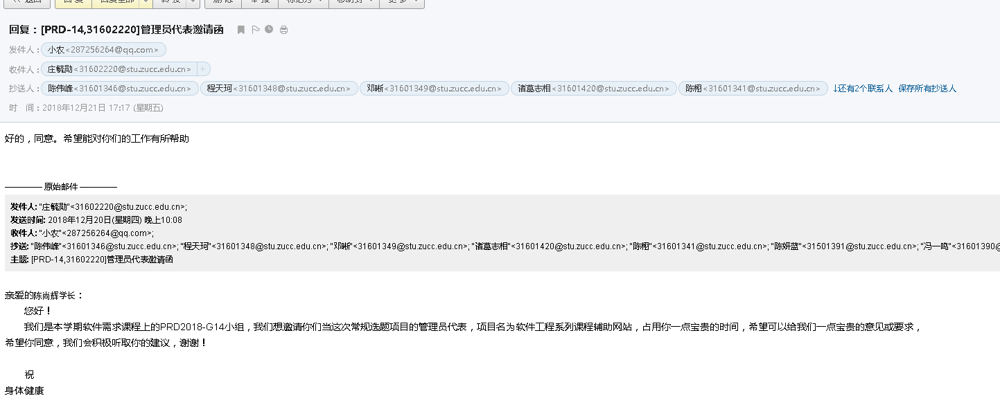 << 返回 回 复 回复全部 转 发 删 除 举 报 标记为 移动到 更 多
回复：[PRD-14,31602220]管理员代表邀请函
发件人：小农<287256264@qq.com>
收件人：庄毓勋<31602220@stu.zucc.edu.cn> +
抄送人：陈伟峰<31601346@stu.zucc.edu.cn> 程天珂<31601348@stu.zucc.edu.cn> 邓晰<31601349@stu.zucc.edu.cn> 诸葛志相<31601420@stu.zucc.edu.cn> 陈栩<31601341@stu.zucc.edu.cn> ↓还有2个联系人 保存所有抄送人
时 间：2018年12月21日 17:17 (星期五)
好的，同意。希望能对你们的工作有所帮助
———— 原始邮件 ————
发件人: "庄毓勋"<31602220@stu.zucc.edu.cn>;
发送时间: 2018年12月20日(星期四) 晚上10:08
收件人: "小农"<287256264@qq.com>;
抄送: "陈伟峰"<31601346@stu.zucc.edu.cn>; "程天珂"<31601348@stu.zucc.edu.cn>; "邓晰"<31601349@stu.zucc.edu.cn>; "诸葛志相"<31601420@stu.zucc.edu.cn>; "陈栩"<31601341@stu.zucc.edu.cn>; "陈妍蓝"<31501391@stu.zucc.edu.cn>; "冯一鸣"<31601390@
主题: [PRD-14,31602220]管理员代表邀请函
亲爱的陈尚辉学长：
您好！
我们是本学期软件需求课程上的PRD2018-G14小组，我们想邀请你们当这次常规选题项目的管理员代表，项目名为软件工程系列课程辅助网站，占用你一点宝贵的时间，希望可以给我们一点宝贵的意见或要求，
希望你同意，我们会积极听取你的建议，谢谢！
祝
身体健康